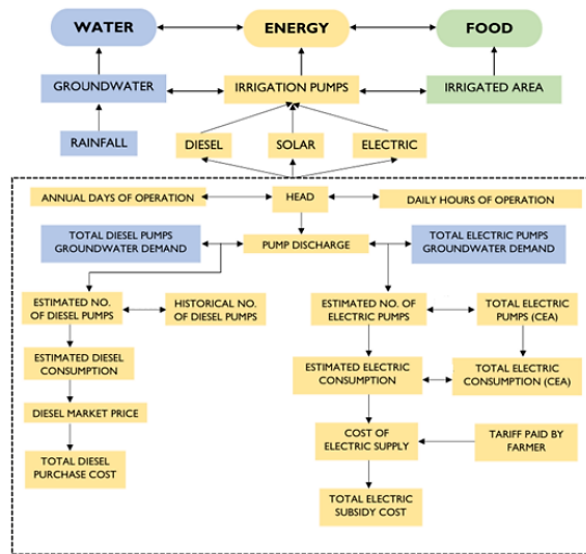 WATER
ENERGY
FOOD
GROUNDWATER
IRRIGATION PUMPS
IRRIGATED AREA
RAINFALL
DIESEL
SOLAR
ELECTRIC
ANNUAL DAYS OF OPERATION
HEAD
DAILY HOURS OF OPERATION
TOTAL DIESEL PUMPS
GROUNDWATER DEMAND
PUMP DISCHARGE
TOTAL ELECTRIC PUMPS
GROUNDWATER DEMAND
ESTIMATED NO.
OF DIESEL PUMPS
HISTORICAL NO.
OF DIESEL PUMPS
ESTIMATED NO. OF
ELECTRIC PUMPS
TOTAL ELECTRIC
PUMPS (CEA)
ESTIMATED DIESEL
CONSUMPTION
ESTIMATED ELECTRIC
CONSUMPTION
TOTAL ELECTRIC
CONSUMPTION (CEA)
DIESEL MARKET PRICE
COST OF
ELECTRIC SUPPLY
TARIFF PAID BY
FARMER
TOTAL DIESEL
PURCHASE COST
TOTAL ELECTRIC
SUBSIDY COST